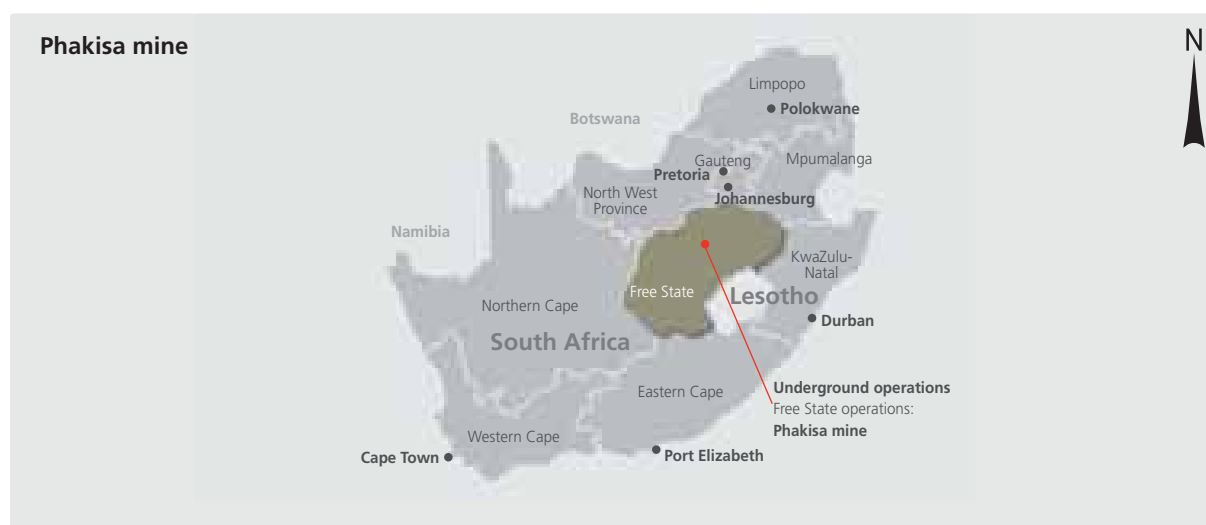 Phakisa mine
N
Limpopo
Polokwane
Botswana
Gauteng
Mpumalanga
Pretoria
North West
Province
Johannesburg
Namibia
KwaZulu-
Natal
Free State
Lesotho
Northern Cape
Durban
South Africa
Underground operations
Eastern Cape
Free State operations:
Phakisa mine
Western Cape
Cape Town
Port Elizabeth